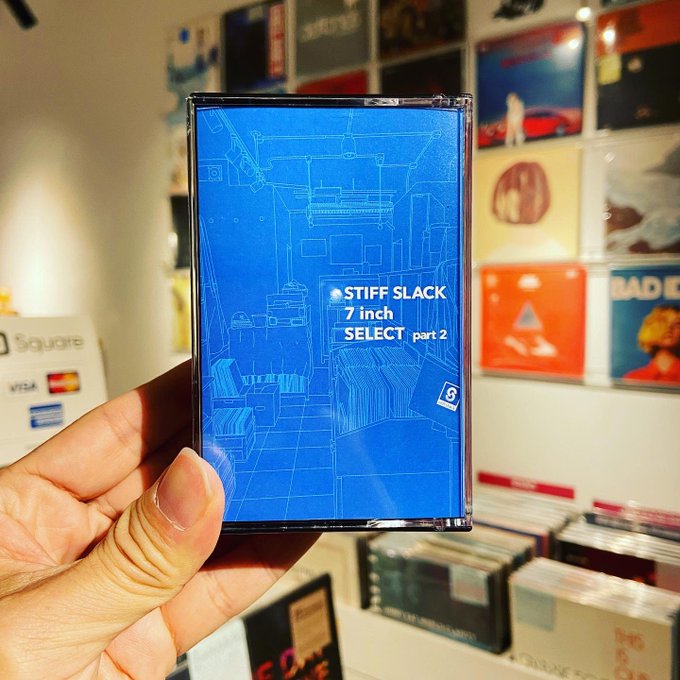 STIFF SLACK
7 inch
SELECT part 2
Square
VISA
BAD